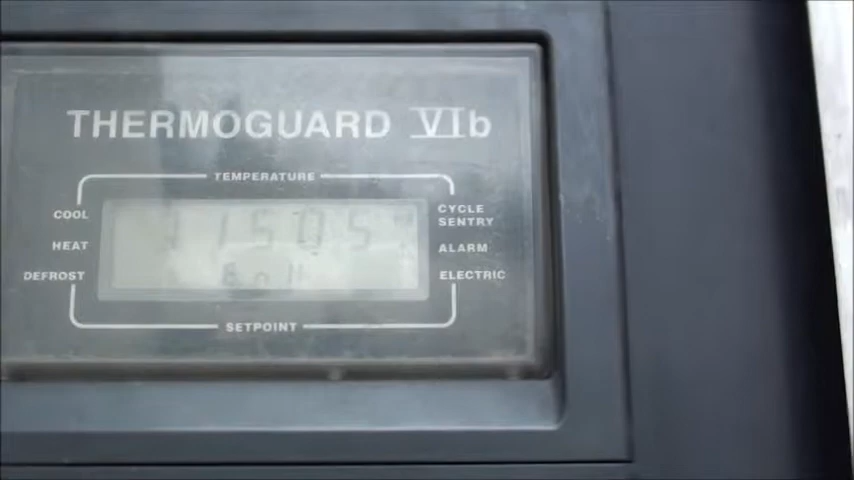 THERMOGUARD VIb
TEMPERATURE
COOL
CYCLE
SENTRY
HEAT
ALARM
DEFROST
ELECTRIC
SETPOINT